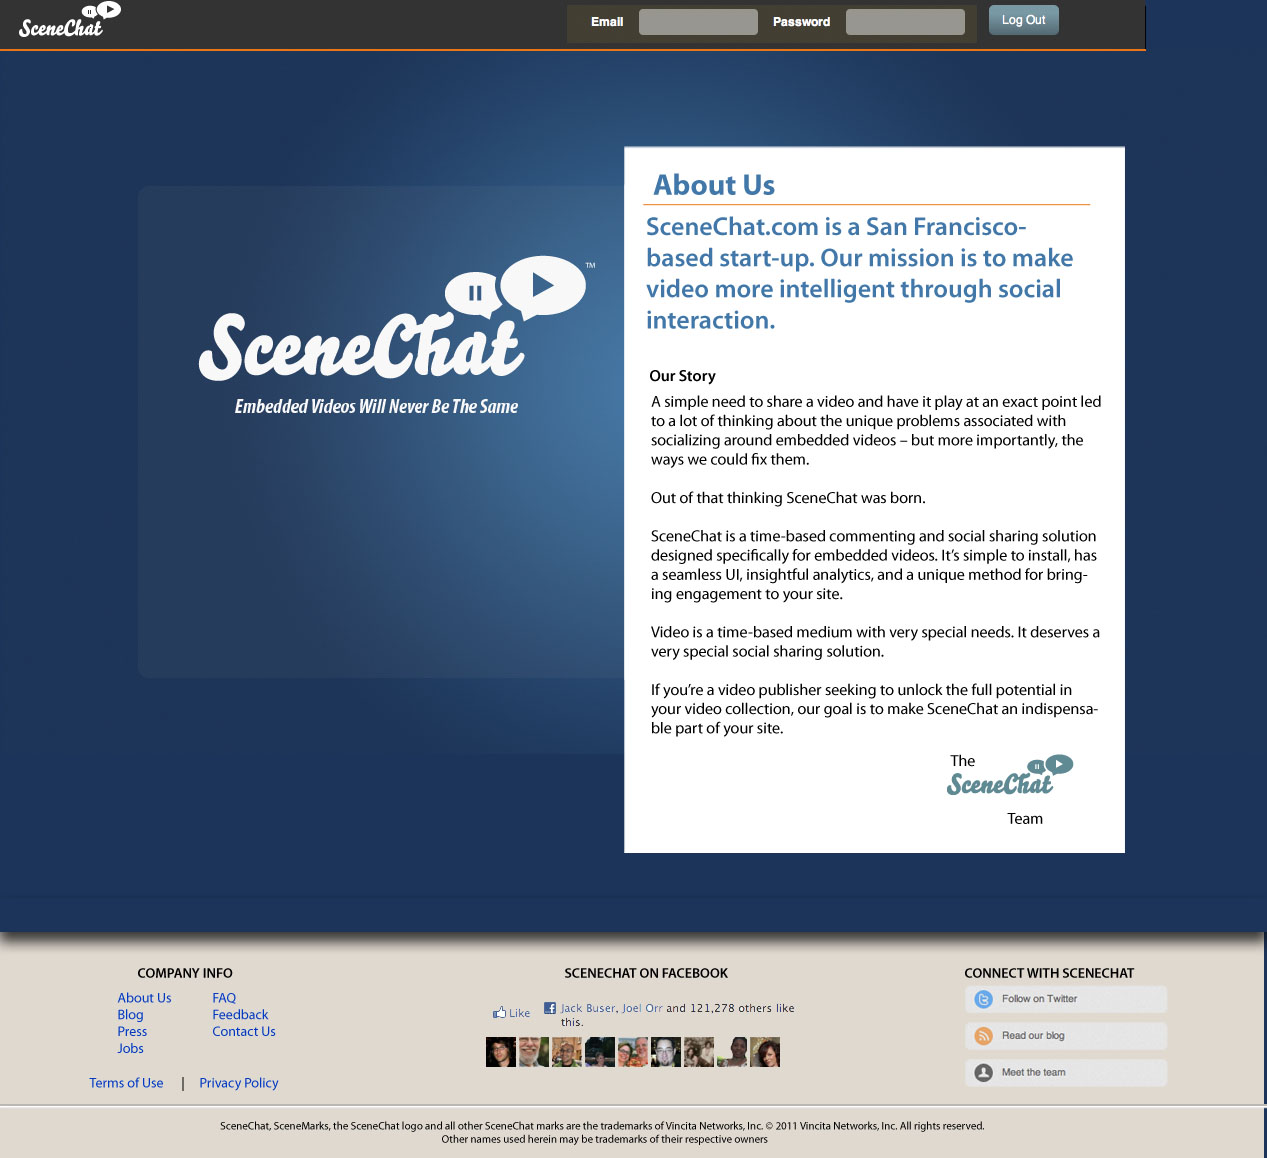 SceneChat
Email
Password
Log Out
SceneChat™
Embedded Videos Will Never Be The Same
About Us
SceneChat.com is a San Francisco-
based start-up. Our mission is to make
video more intelligent through social
interaction.
Our Story
A simple need to share a video and have it play at an exact point led
to a lot of thinking about the unique problems associated with
socializing around embedded videos – but more importantly, the
ways we could fix them.
Out of that thinking SceneChat was born.
SceneChat is a time-based commenting and social sharing solution
designed specifically for embedded videos. It's simple to install, has
a seamless UI, insightful analytics, and a unique method for bring-
ing engagement to your site.
Video is a time-based medium with very special needs. It deserves a
very special social sharing solution.
If you're a video publisher seeking to unlock the full potential in
your video collection, our goal is to make SceneChat an indispensa-
ble part of your site.
The
SceneChat
Team
COMPANY INFO
About Us
FAQ
Blog
Feedback
Press
Contact Us
Jobs
Terms of Use | Privacy Policy
SCENECHAT ON FACEBOOK
Like
Jack Buser, Joel Orr and 121,278 others like
this.
CONNECT WITH SCENECHAT
Follow on Twitter
Read our blog
Meet the team
SceneChat, SceneMarks, the SceneChat logo and all other SceneChat marks are the trademarks of Vincita Networks, Inc. © 2011 Vincita Networks, Inc. All rights reserved.
Other names used herein may be trademarks of their respective owners